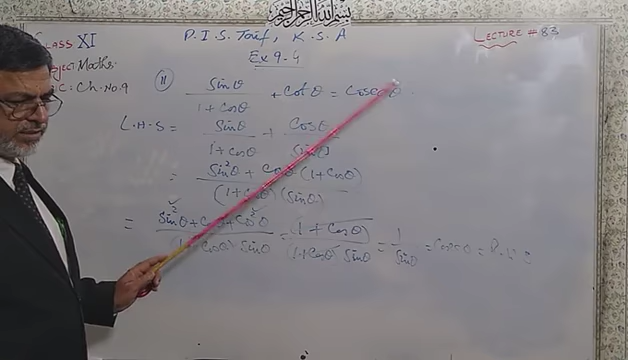 بسم الله الرحمن الرحيم
CLASS XI
P.I.S. Taif, K.S.A
LECTURE # 83
Subject: Maths
Ex 9.4
TOPIC: Ch. No. 9
11 sinθ / 1+cosθ + cotθ = cosecθ
L.H.S = sinθ / 1+cosθ + cosθ / sinθ
= sin²θ + cosθ (1+cosθ) / (1+cosθ)(sinθ)
= sin²θ + cosθ + cos²θ / (1+cosθ) sinθ = (1+cosθ) / (1+cosθ) sinθ = 1 / sinθ = cosecθ = R.H.S